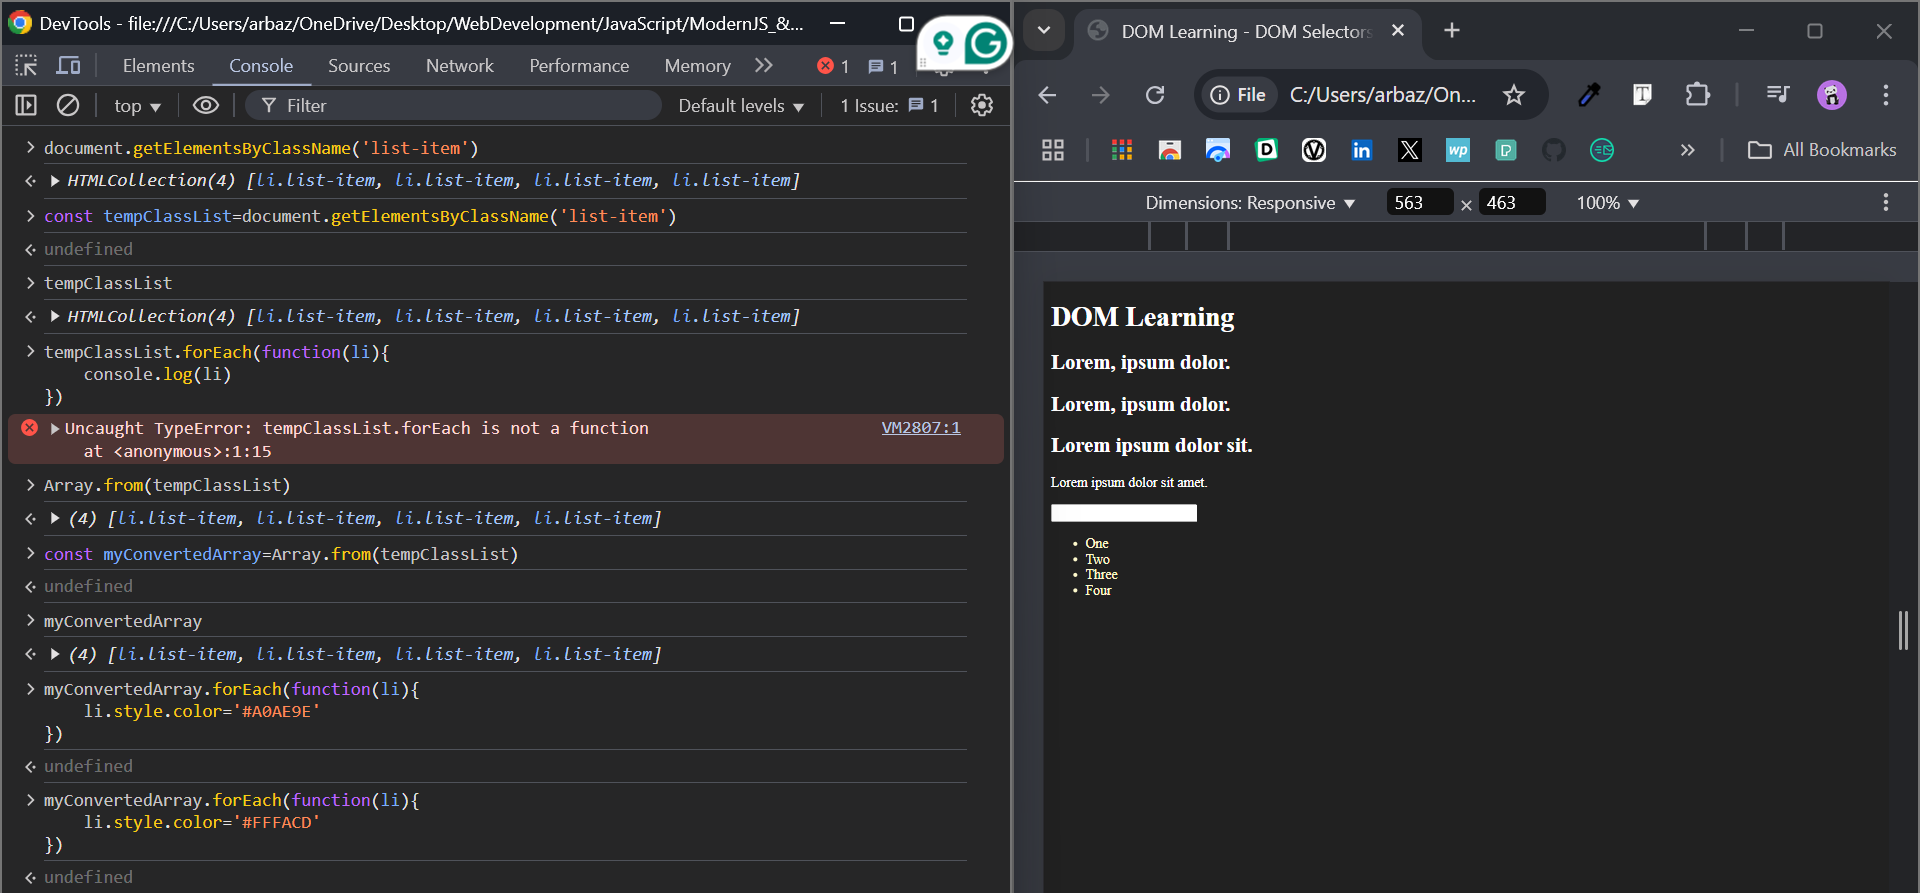 DevTools - file:///C:/Users/arbaz/OneDrive/Desktop/WebDevelopment/JavaScript/ModernJS_&...
Elements Console Sources Network Performance Memory 1 1
top Filter Default levels 1 Issue: 1
document.getElementsByClassName('list-item')
HTMLCollection(4) [li.list-item, li.list-item, li.list-item, li.list-item]
const tempClassList=document.getElementsByClassName('list-item')
undefined
tempClassList
HTMLCollection(4) [li.list-item, li.list-item, li.list-item, li.list-item]
tempClassList.forEach(function(li){
    console.log(li)
})
Uncaught TypeError: tempClassList.forEach is not a function VM2807:1
    at <anonymous>:1:15
Array.from(tempClassList)
(4) [li.list-item, li.list-item, li.list-item, li.list-item]
const myConvertedArray=Array.from(tempClassList)
undefined
myConvertedArray
(4) [li.list-item, li.list-item, li.list-item, li.list-item]
myConvertedArray.forEach(function(li){
    li.style.color='#A0AE9E'
})
undefined
myConvertedArray.forEach(function(li){
    li.style.color='#FFFACD'
})
undefined
DOM Learning - DOM Selectors
File C:/Users/arbaz/On...
D V in X wp P All Bookmarks
Dimensions: Responsive 563 × 463 100%
DOM Learning
Lorem, ipsum dolor.
Lorem, ipsum dolor.
Lorem ipsum dolor sit.
Lorem ipsum dolor sit amet.
• One
• Two
• Three
• Four